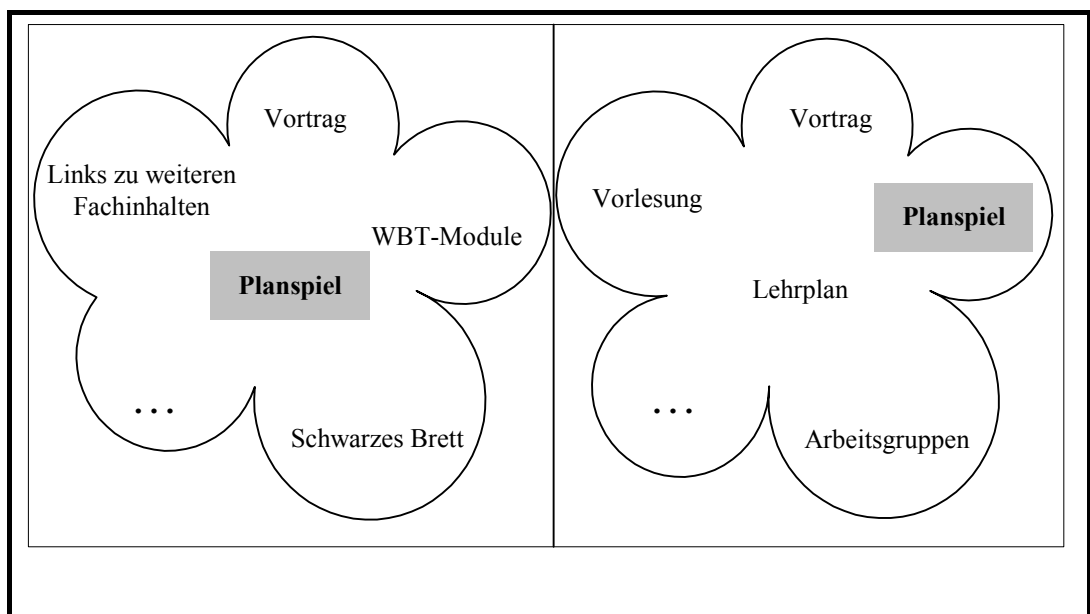 Vortrag
Links zu weiteren
Fachinhalten
WBT-Module
Planspiel
...
Schwarzes Brett
Vortrag
Vorlesung
Planspiel
Lehrplan
...
Arbeitsgruppen